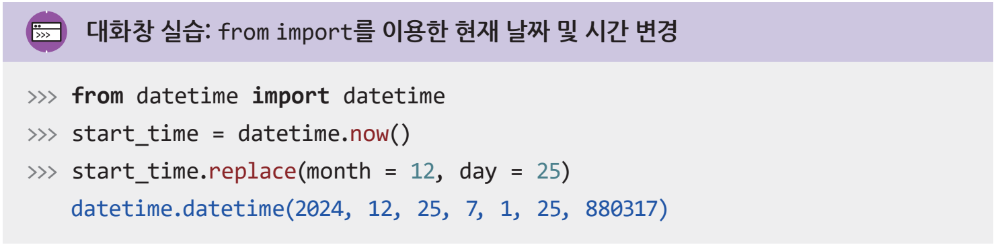 >>>
대화창 실습: from import를 이용한 현재 날짜 및 시간 변경
>>> from datetime import datetime
>>> start_time = datetime.now()
>>> start_time.replace(month = 12, day = 25)
datetime.datetime(2024, 12, 25, 7, 1, 25, 880317)